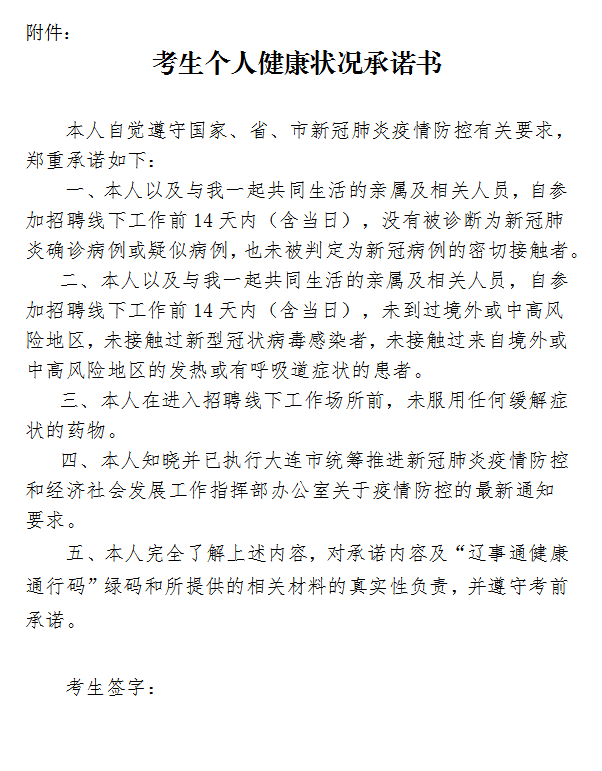 附件：
考生个人健康状况承诺书
本人自觉遵守国家、省、市新冠肺炎疫情防控有关要求，
郑重承诺如下：
一、本人以及与我一起共同生活的亲属及相关人员，自参
加招聘线下工作前14天内（含当日），没有被诊断为新冠肺
炎确诊病例或疑似病例，也未被判定为新冠病例的密切接触者。
二、本人以及与我一起共同生活的亲属及相关人员，自参
加招聘线下工作前14天内（含当日），未到过境外或中高风
险地区，未接触过新型冠状病毒感染者，未接触过来自境外或
中高风险地区的发热或有呼吸道症状的患者。
三、本人在进入招聘线下工作场所前，未服用任何缓解症
状的药物。
四、本人知晓并已执行大连市统筹推进新冠肺炎疫情防控
和经济社会发展工作指挥部办公室关于疫情防控的最新通知
要求。
五、本人完全了解上述内容，对承诺内容及“辽事通健康
通行码”绿码和所提供的相关材料的真实性负责，并遵守考前
承诺。
考生签字：